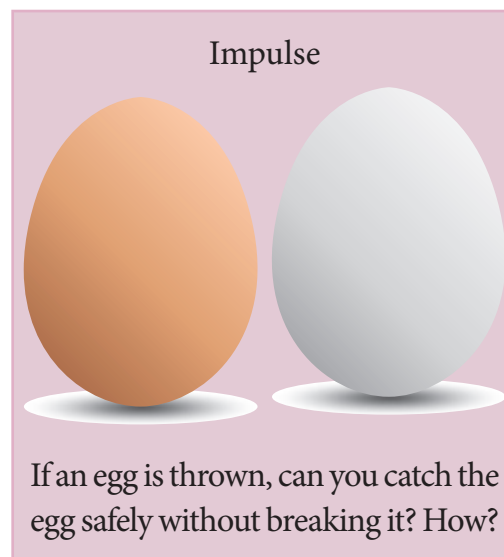 Impulse
If an egg is thrown, can you catch the
egg safely without breaking it? How?